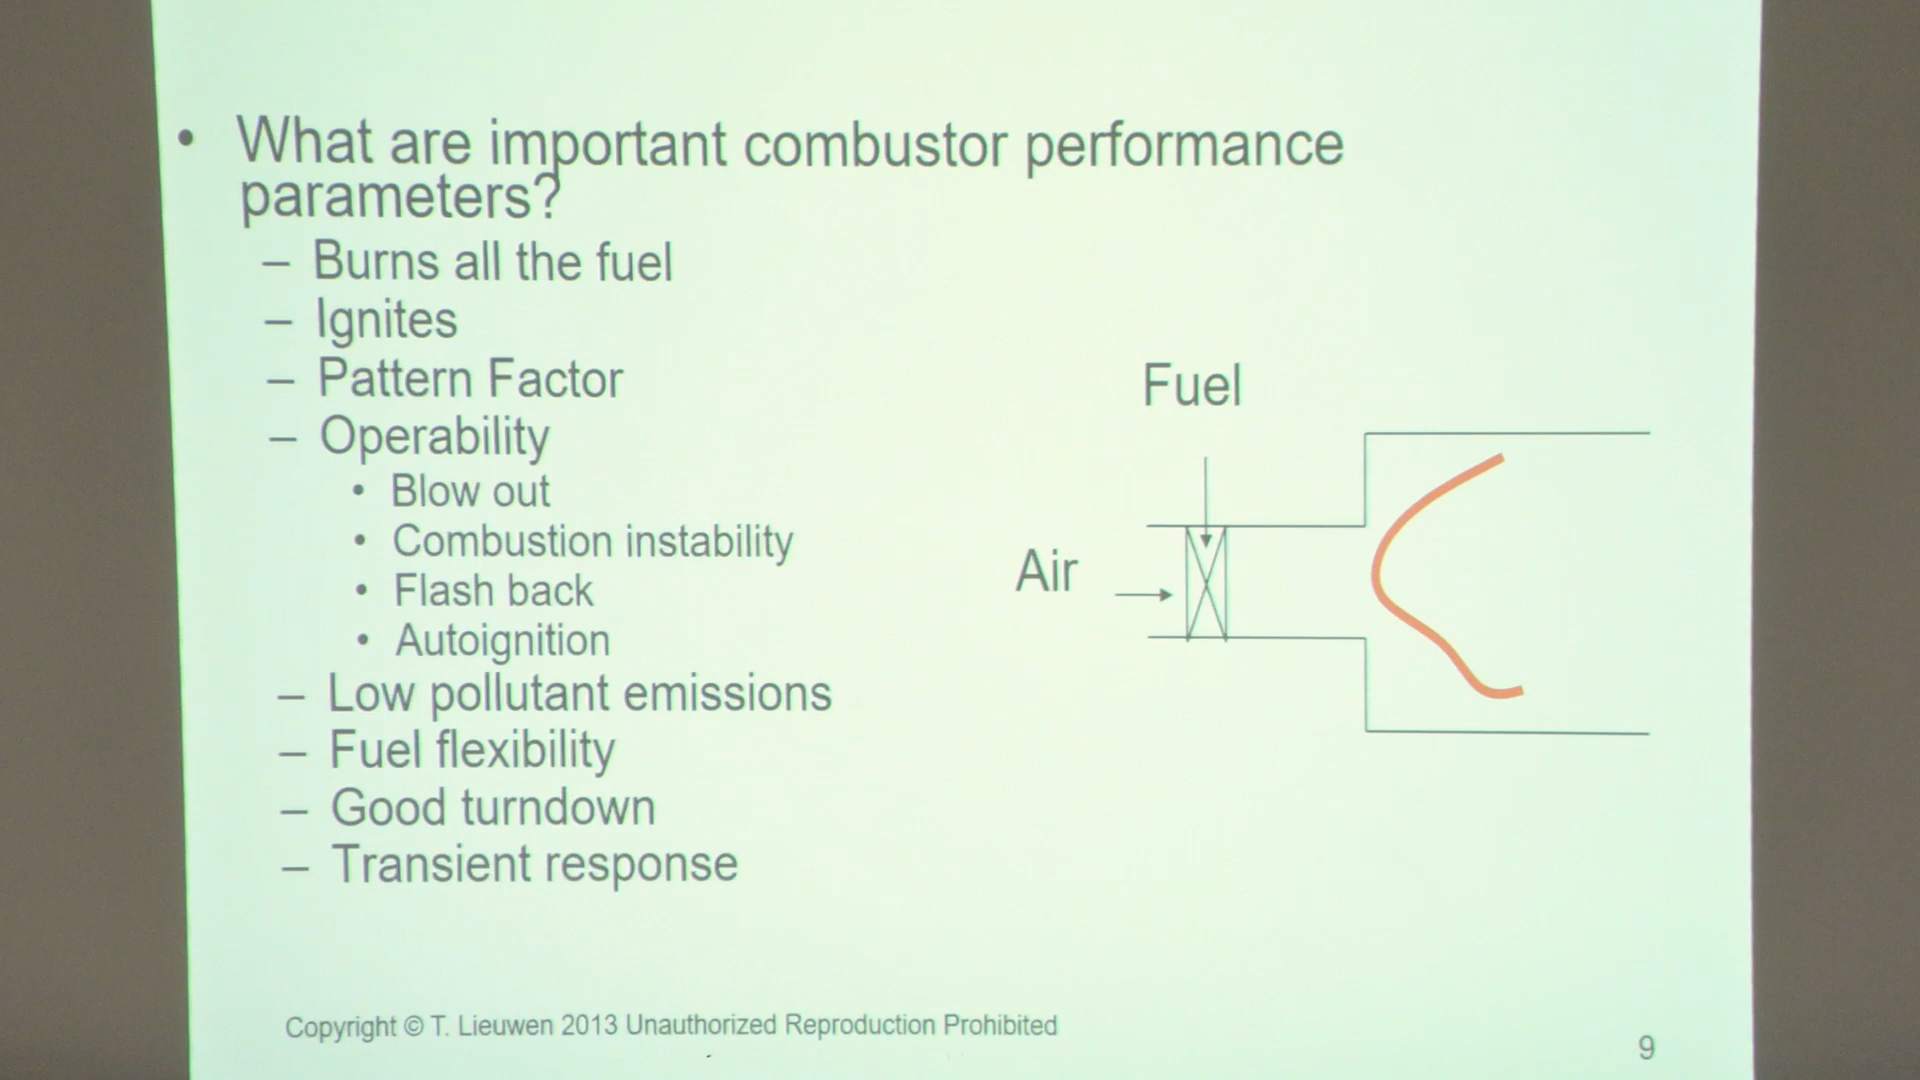 • What are important combustor performance
parameters?
– Burns all the fuel
– Ignites
– Pattern Factor
– Operability
• Blow out
• Combustion instability
• Flash back
• Autoignition
– Low pollutant emissions
– Fuel flexibility
– Good turndown
– Transient response
Fuel
Air
Copyright © T. Lieuwen 2013 Unauthorized Reproduction Prohibited
9